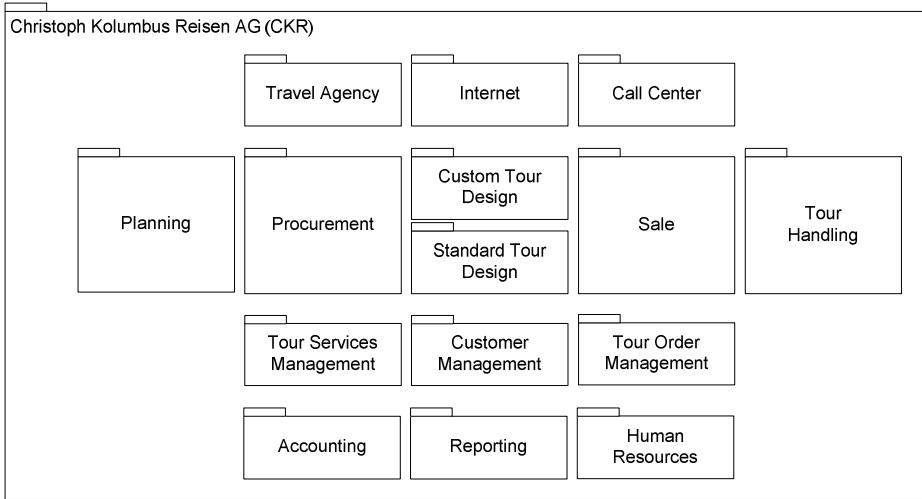 Christoph Kolumbus Reisen AG (CKR)
Travel Agency
Internet
Call Center
Planning
Procurement
Custom Tour
Design
Standard Tour
Design
Sale
Tour
Handling
Tour Services
Management
Customer
Management
Tour Order
Management
Accounting
Reporting
Human
Resources